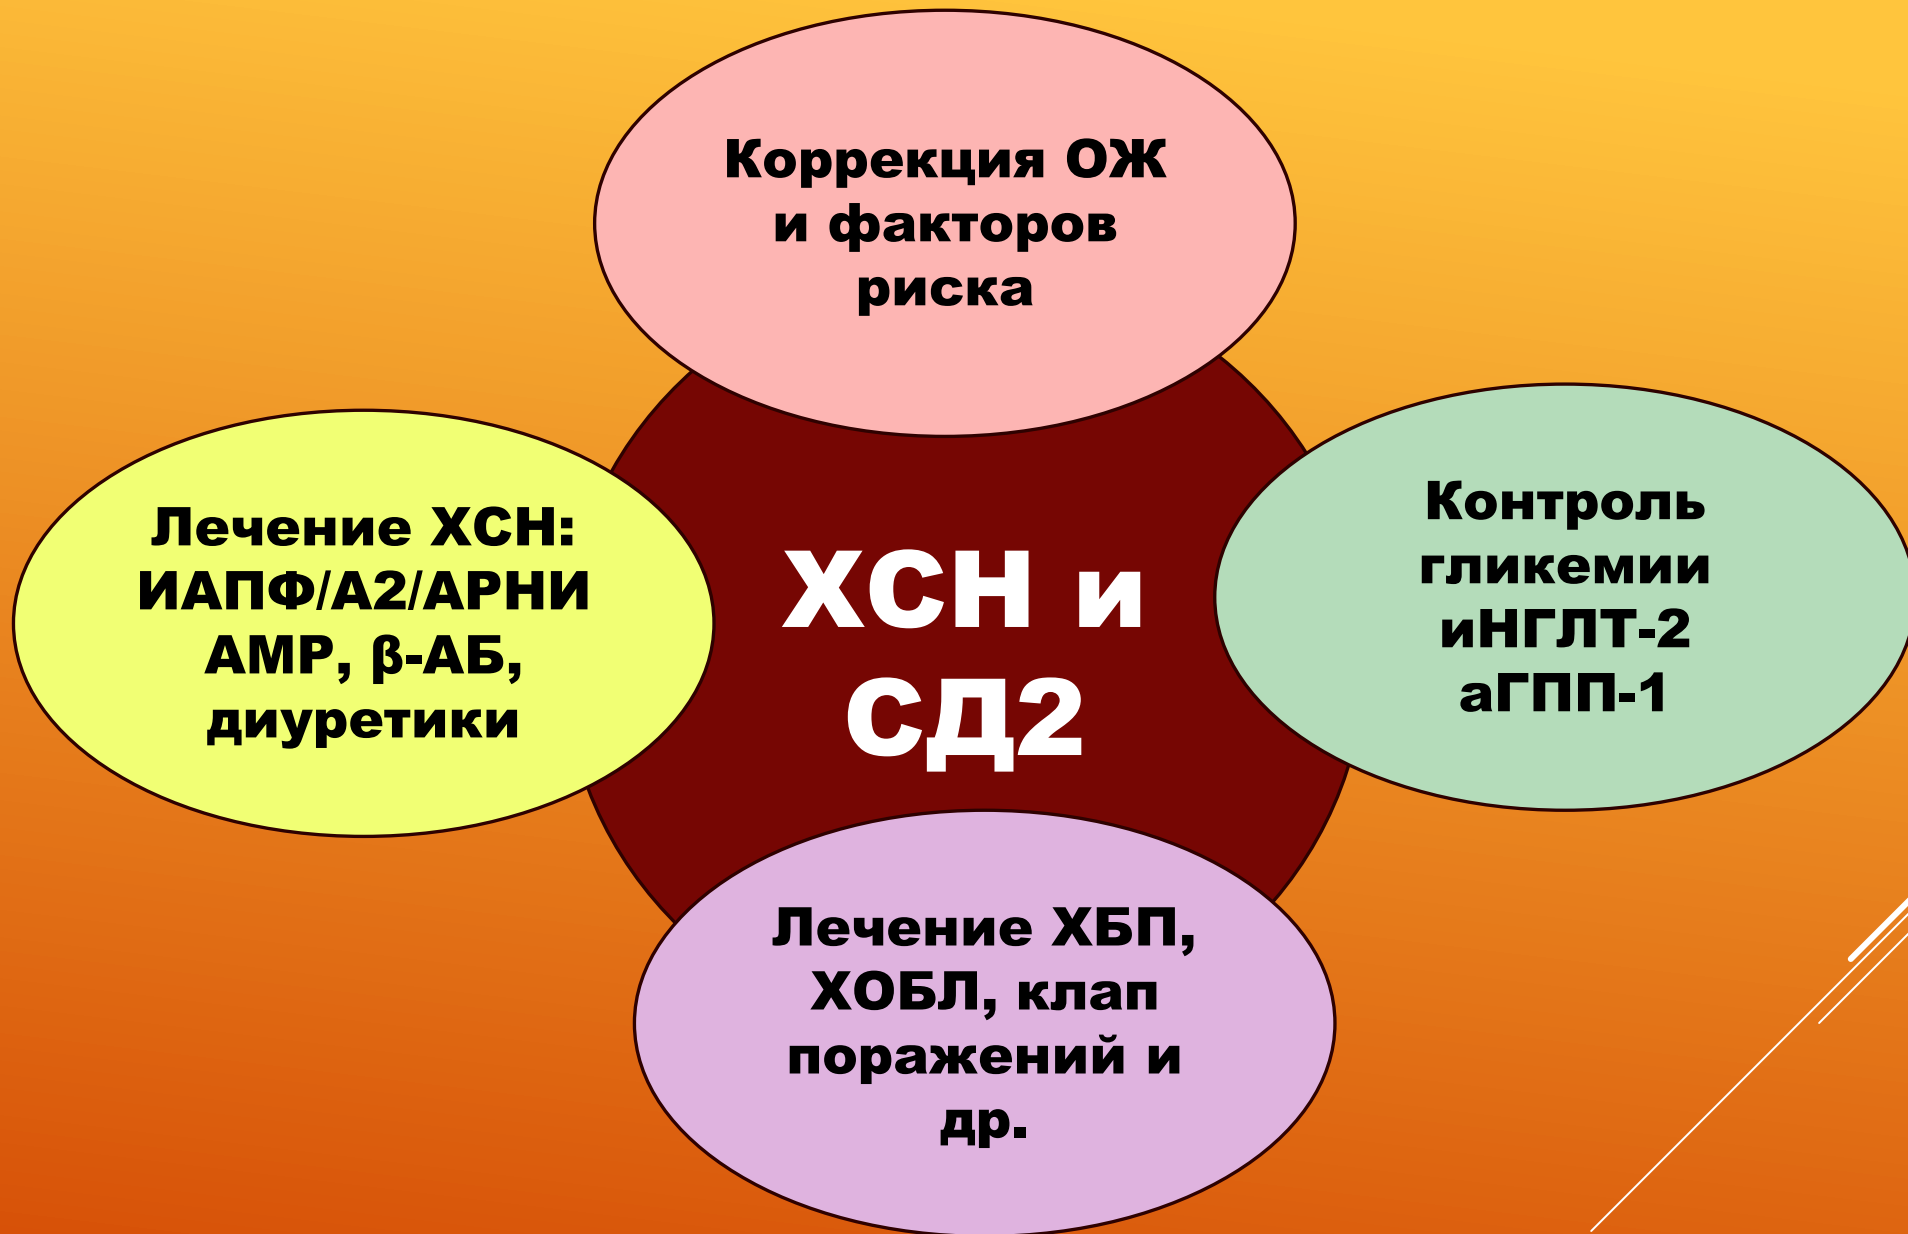 Коррекция ОЖ
и факторов
риска
Лечение ХСН:
ИАПФ/А2/АРНИ
АМР, β-АБ,
диуретики
ХСН и
СД2
Контроль
гликемии
иНГЛТ-2
аГПП-1
Лечение ХБП,
ХОБЛ, клап
поражений и
др.